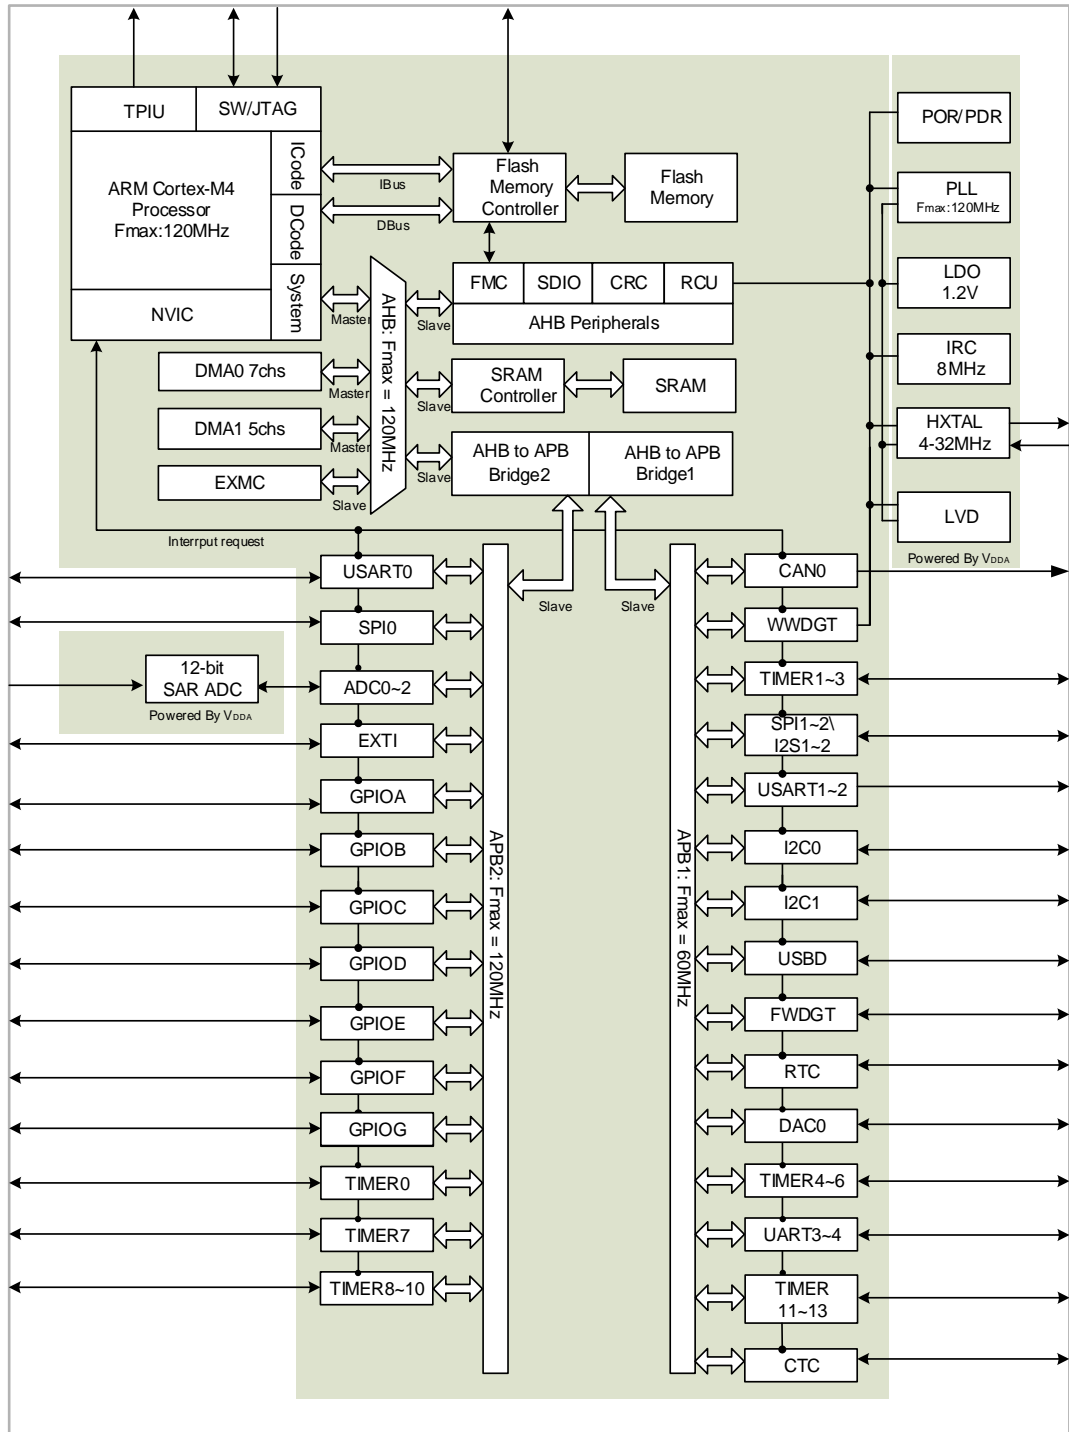 TPIU
SW/JTAG
ARM Cortex-M4
Processor
Fmax:120MHz
ICode
DCode
System
NVIC
IBus
DBus
Flash
Memory
Controller
Flash
Memory
FMC
SDIO
CRC
RCU
AHB Peripherals
Master
Slave
AHB: Fmax = 120MHz
DMA0 7chs
Master
DMA1 5chs
Master
EXMC
Slave
SRAM
Controller
Slave
SRAM
AHB to APB
Bridge2
AHB to APB
Bridge1
Slave
POR/PDR
PLL
Fmax:120MHz
LDO
1.2V
IRC
8MHz
HXTAL
4-32MHz
LVD
Powered By VDDA
Interrput request
Slave
Slave
USART0
SPI0
12-bit
SAR ADC
Powered By VDDA
ADC0~2
EXTI
GPIOA
GPIOB
GPIOC
GPIOD
GPIOE
GPIOF
GPIOG
TIMER0
TIMER7
TIMER8~10
APB2: Fmax = 120MHz
APB1: Fmax = 60MHz
CAN0
WWDGT
TIMER1~3
SPI1~2\
I2S1~2
USART1~2
I2C0
I2C1
USBD
FWDGT
RTC
DAC0
TIMER4~6
UART3~4
TIMER
11~13
CTC